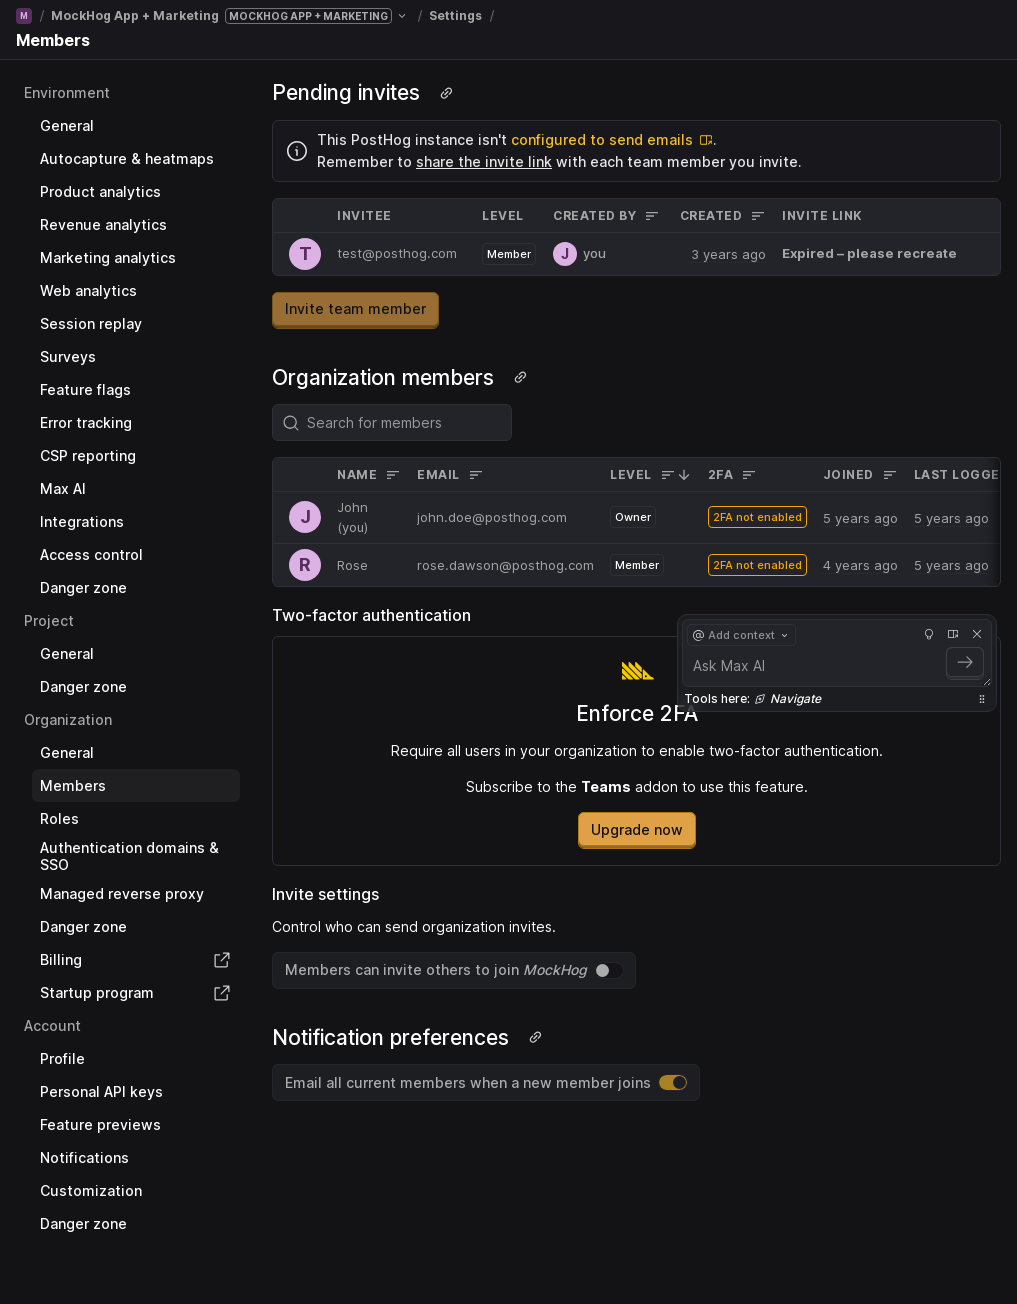 M / MockHog App + Marketing MOCKHOG APP + MARKETING / Settings /
Members
Environment
General
Autocapture & heatmaps
Product analytics
Revenue analytics
Marketing analytics
Web analytics
Session replay
Surveys
Feature flags
Error tracking
CSP reporting
Max AI
Integrations
Access control
Danger zone
Project
General
Danger zone
Organization
General
Members
Roles
Authentication domains &
SSO
Managed reverse proxy
Danger zone
Billing
Startup program
Account
Profile
Personal API keys
Feature previews
Notifications
Customization
Danger zone
Pending invites
This PostHog instance isn't configured to send emails .
Remember to share the invite link with each team member you invite.
INVITEE LEVEL CREATED BY CREATED INVITE LINK
T test@posthog.com Member J you 3 years ago Expired – please recreate
Invite team member
Organization members
Search for members
NAME EMAIL LEVEL 2FA JOINED LAST LOGGE
J John (you) john.doe@posthog.com Owner 2FA not enabled 5 years ago 5 years ago
R Rose rose.dawson@posthog.com Member 2FA not enabled 4 years ago 5 years ago
Two-factor authentication
@ Add context
Ask Max AI
Tools here: Navigate
Enforce 2FA
Require all users in your organization to enable two-factor authentication.
Subscribe to the Teams addon to use this feature.
Upgrade now
Invite settings
Control who can send organization invites.
Members can invite others to join MockHog
Notification preferences
Email all current members when a new member joins